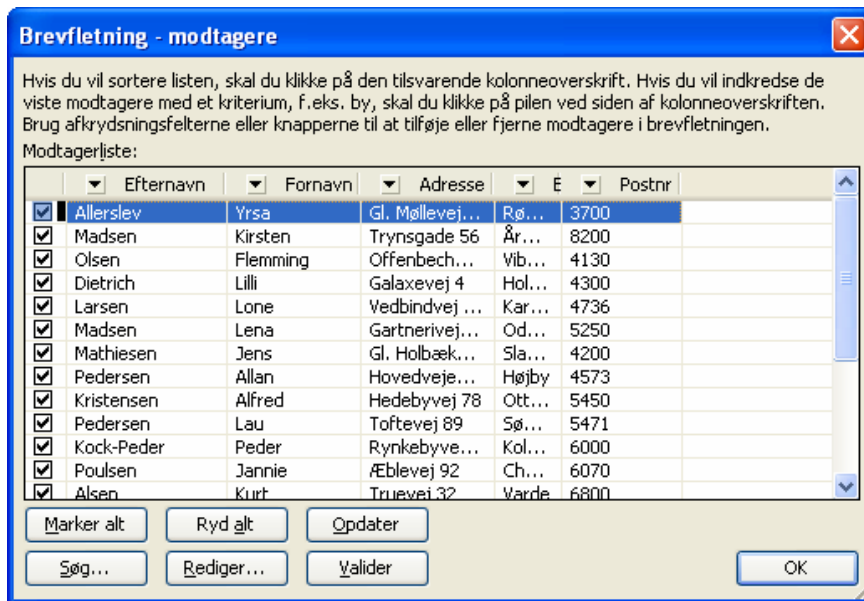 Brevfletning - modtagere
Hvis du vil sortere listen, skal du klikke på den tilsvarende kolonneoverskrift. Hvis du vil indkredse de
viste modtagere med et kriterium, f.eks. by, skal du klikke på pilen ved siden af kolonneoverskriften.
Brug afkrydsningsfelterne eller knapperne til at tilføje eller fjerne modtagere i brevfletningen.
Modtagerliste:
Efternavn Fornavn Adresse E Postnr
Allerslev Yrsa Gl. Møllevej... Rø... 3700
Madsen Kirsten Trynsgade 56 År... 8200
Olsen Flemming Offenbech... Vib... 4130
Dietrich Lilli Galaxevej 4 Hol... 4300
Larsen Lone Vedbindvej ... Kar... 4736
Madsen Lena Gartnerivej... Od... 5250
Mathiesen Jens Gl. Holbæk... Sla... 4200
Pedersen Allan Hovedveje... Højby 4573
Kristensen Alfred Hedebyvej 78 Ott... 5450
Pedersen Lau Toftevej 89 Sø... 5471
Kock-Peder Peder Rynkebyve... Kol... 6000
Poulsen Jannie Æblevej 92 Ch... 6070
Alsen Kurt Truevej 32 Varde 6800
Marker alt Ryd alt Opdater
Søg... Rediger... Valider OK